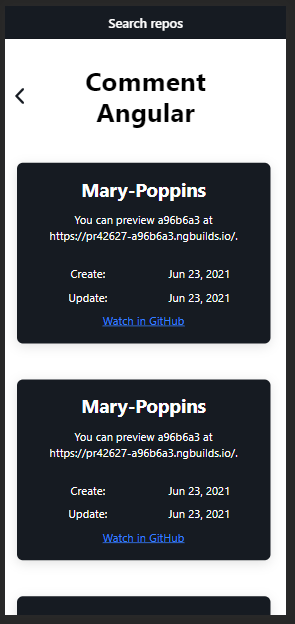 Search repos
Comment
Angular
Mary-Poppins
You can preview a96b6a3 at
https://pr42627-a96b6a3.ngbuilds.io/.
Create: Jun 23, 2021
Update: Jun 23, 2021
Watch in GitHub
Mary-Poppins
You can preview a96b6a3 at
https://pr42627-a96b6a3.ngbuilds.io/.
Create: Jun 23, 2021
Update: Jun 23, 2021
Watch in GitHub